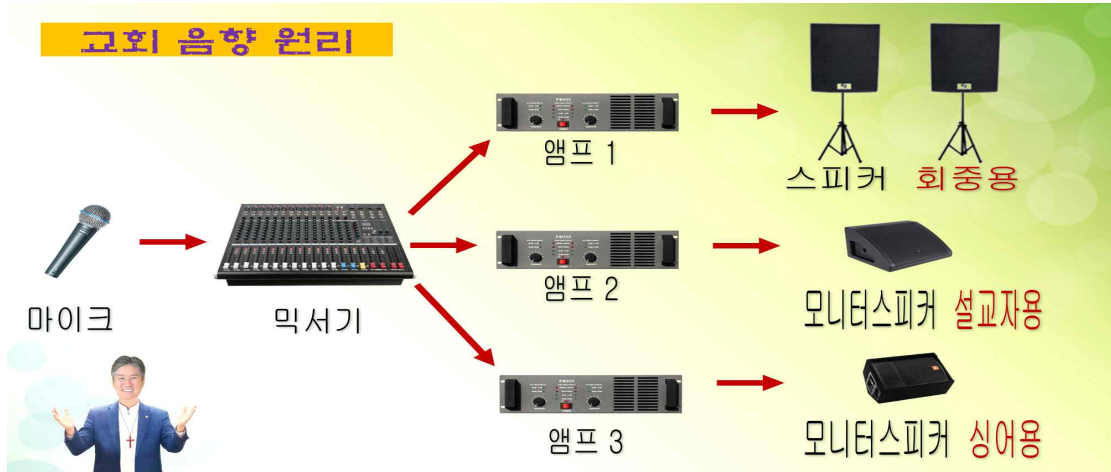 교회 음향 원리
앰프 1
스피커 회중용
마이크
믹서기
앰프 2
모니터스피커 설교자용
앰프 3
모니터스피커 싱어용